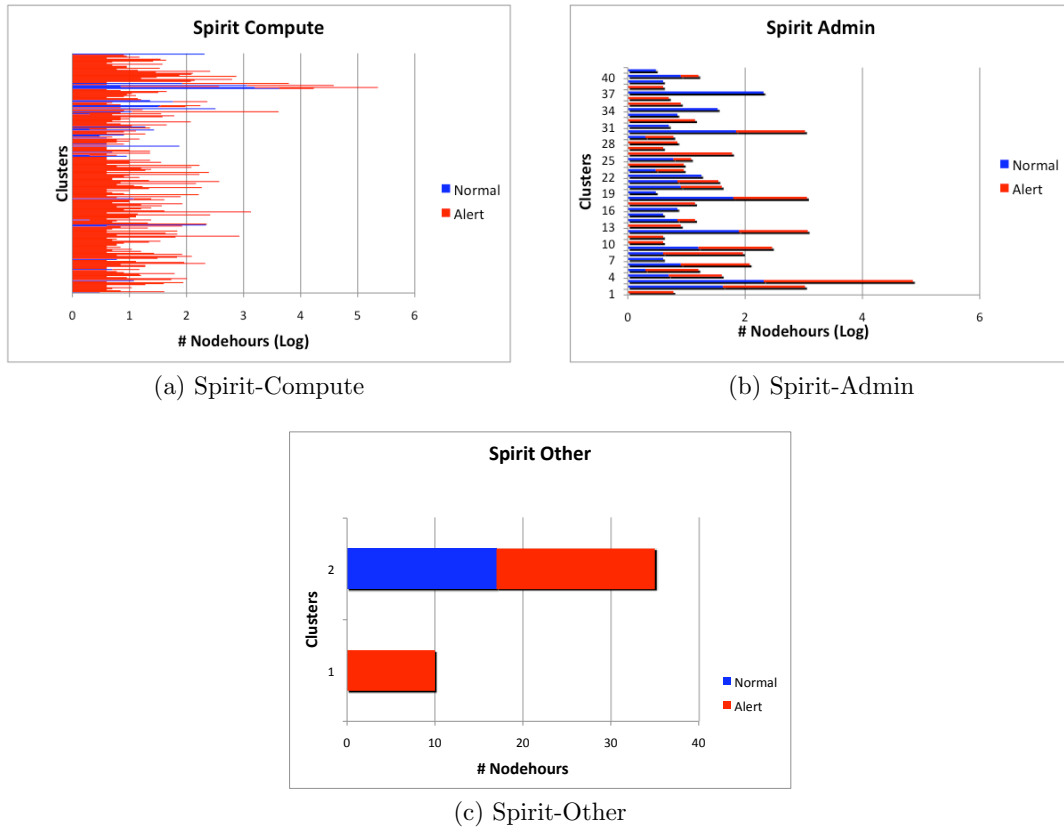 Spirit Compute
Clusters
Normal
Alert
0 1 2 3 4 5 6
# Nodehours (Log)
(a) Spirit-Compute
Spirit Admin
Clusters
40
37
34
31
28
25
22
19
16
13
10
7
4
1
Normal
Alert
0 2 4 6
# Nodehours (Log)
(b) Spirit-Admin
Spirit Other
Clusters
2
1
Normal
Alert
0 10 20 30 40
# Nodehours
(c) Spirit-Other